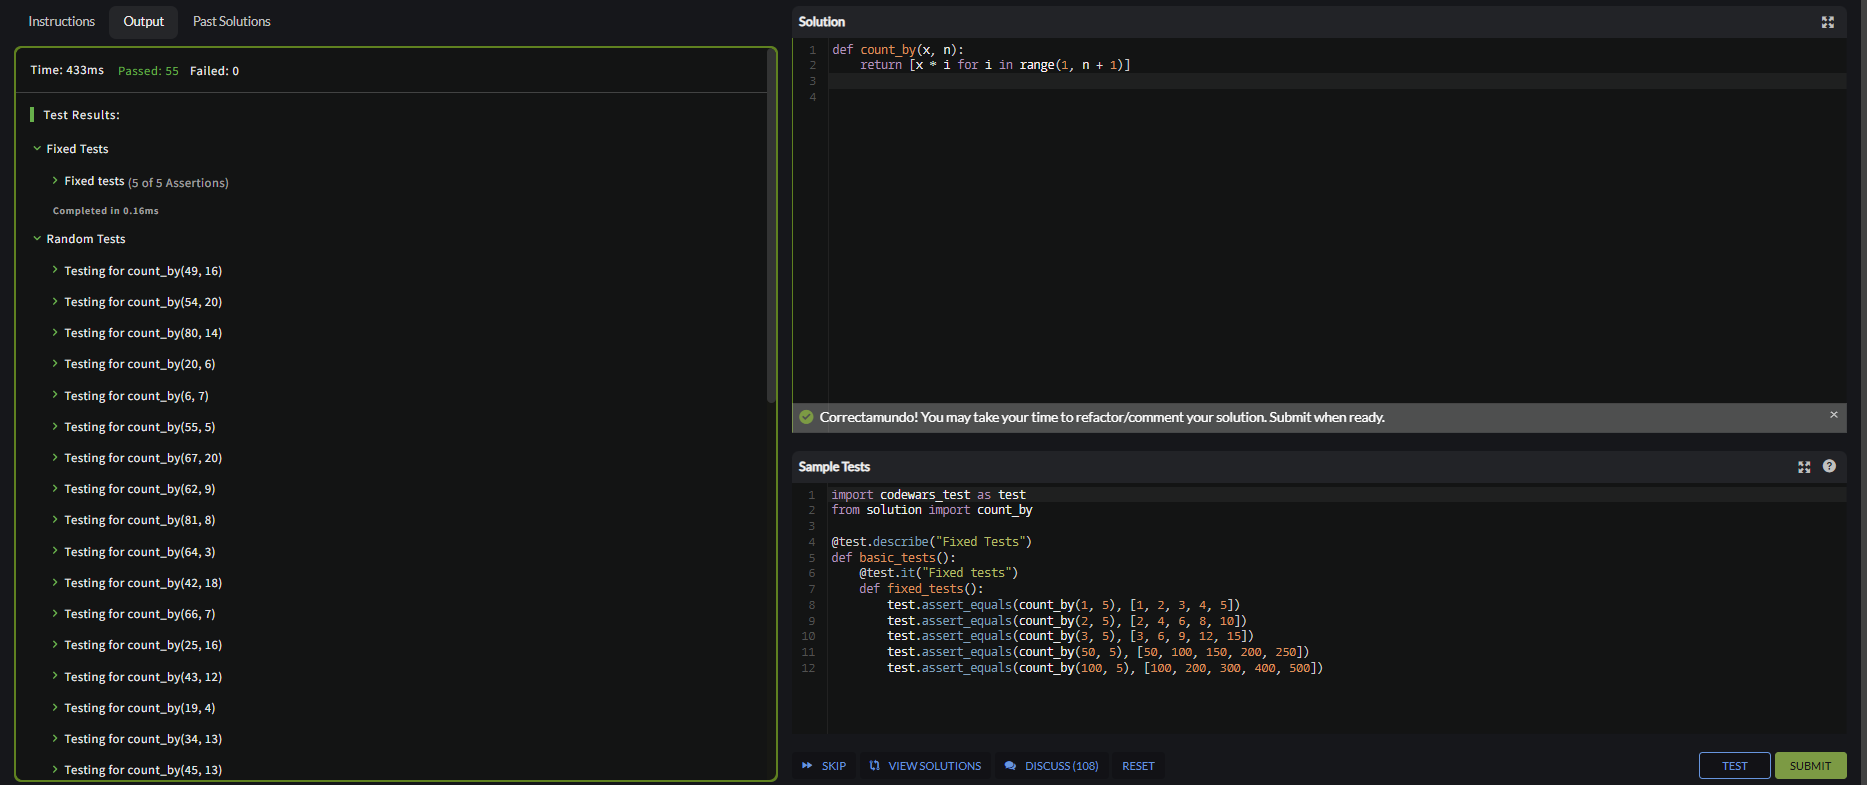 Instructions Output Past Solutions
Time: 433ms Passed: 55 Failed: 0
Test Results:
Fixed Tests
Fixed tests (5 of 5 Assertions)
Completed in 0.16ms
Random Tests
Testing for count_by(49, 16)
Testing for count_by(54, 20)
Testing for count_by(80, 14)
Testing for count_by(20, 6)
Testing for count_by(6, 7)
Testing for count_by(55, 5)
Testing for count_by(67, 20)
Testing for count_by(62, 9)
Testing for count_by(81, 8)
Testing for count_by(64, 3)
Testing for count_by(42, 18)
Testing for count_by(66, 7)
Testing for count_by(25, 16)
Testing for count_by(43, 12)
Testing for count_by(19, 4)
Testing for count_by(34, 13)
Testing for count_by(45, 13)
Solution
1 def count_by(x, n):
2     return [x * i for i in range(1, n + 1)]
3
4
Correctamundo! You may take your time to refactor/comment your solution. Submit when ready. ×
Sample Tests ?
1 import codewars_test as test
2 from solution import count_by
3
4 @test.describe("Fixed Tests")
5 def basic_tests():
6     @test.it("Fixed tests")
7     def fixed_tests():
8         test.assert_equals(count_by(1, 5), [1, 2, 3, 4, 5])
9         test.assert_equals(count_by(2, 5), [2, 4, 6, 8, 10])
10         test.assert_equals(count_by(3, 5), [3, 6, 9, 12, 15])
11         test.assert_equals(count_by(50, 5), [50, 100, 150, 200, 250])
12         test.assert_equals(count_by(100, 5), [100, 200, 300, 400, 500])
SKIP VIEW SOLUTIONS DISCUSS (108) RESET TEST SUBMIT